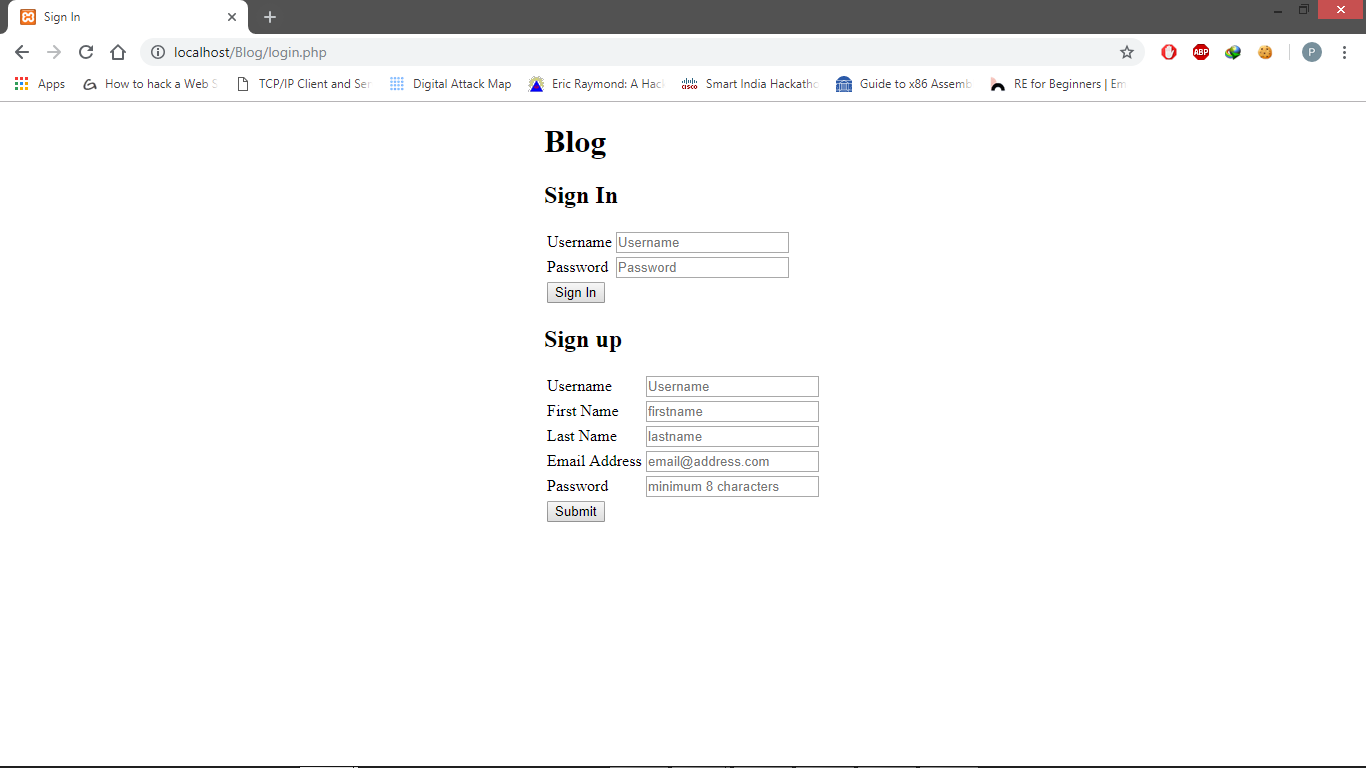 Sign In
localhost/Blog/login.php
ABP
P
Apps
How to hack a Web S
TCP/IP Client and Ser
Digital Attack Map
Eric Raymond: A Hac
cisco
Smart India Hackatho
Guide to x86 Assemb
RE for Beginners | Em
Blog
Sign In
Username Username
Password Password
Sign In
Sign up
Username Username
First Name firstname
Last Name lastname
Email Address email@address.com
Password minimum 8 characters
Submit